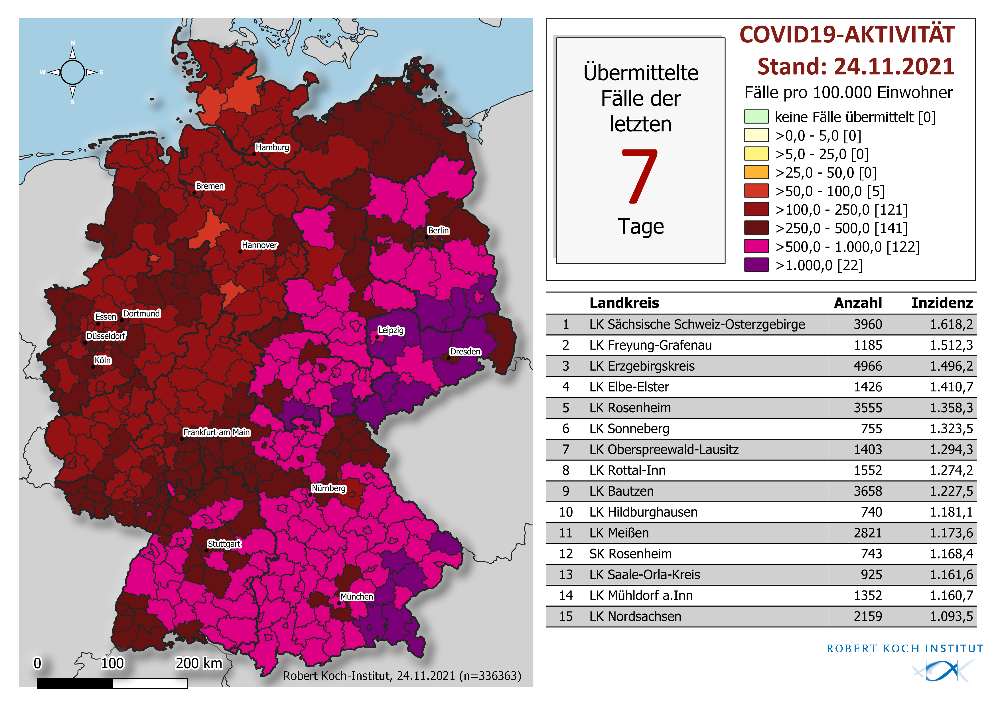 N
W E
S
Hamburg
Bremen
Berlin
Hannover
Essen Dortmund
Düsseldorf
Köln
Leipzig
Dresden
Frankfurt am Main
Nürnberg
Stuttgart
München
0 100 200 km
Robert Koch-Institut, 24.11.2021 (n=336363)
Übermittelte
Fälle der
letzten
7
Tage
COVID19-AKTIVITÄT
Stand: 24.11.2021
Fälle pro 100.000 Einwohner
keine Fälle übermittelt [0]
>0,0 - 5,0 [0]
>5,0 - 25,0 [0]
>25,0 - 50,0 [0]
>50,0 - 100,0 [5]
>100,0 - 250,0 [121]
>250,0 - 500,0 [141]
>500,0 - 1.000,0 [122]
>1.000,0 [22]
Landkreis Anzahl Inzidenz
1 LK Sächsische Schweiz-Osterzgebirge 3960 1.618,2
2 LK Freyung-Grafenau 1185 1.512,3
3 LK Erzgebirgskreis 4966 1.496,2
4 LK Elbe-Elster 1426 1.410,7
5 LK Rosenheim 3555 1.358,3
6 LK Sonneberg 755 1.323,5
7 LK Oberspreewald-Lausitz 1403 1.294,3
8 LK Rottal-Inn 1552 1.274,2
9 LK Bautzen 3658 1.227,5
10 LK Hildburghausen 740 1.181,1
11 LK Meißen 2821 1.173,6
12 SK Rosenheim 743 1.168,4
13 LK Saale-Orla-Kreis 925 1.161,6
14 LK Mühldorf a.Inn 1352 1.160,7
15 LK Nordsachsen 2159 1.093,5
ROBERT KOCH INSTITUT